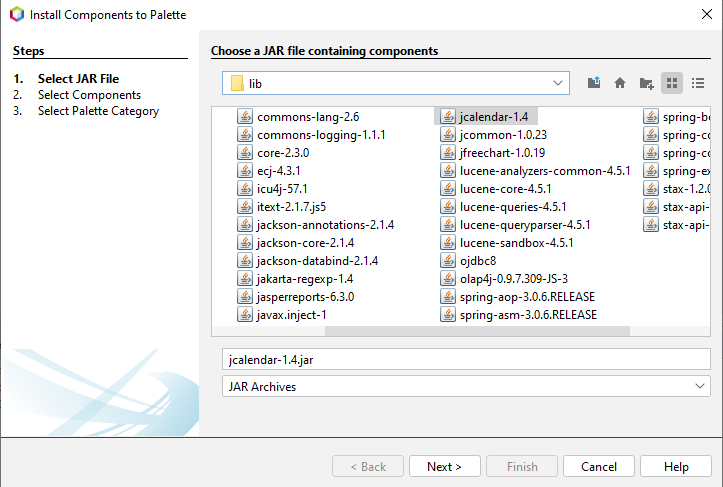 Install Components to Palette
Steps
1. Select JAR File
2. Select Components
3. Select Palette Category
Choose a JAR file containing components
lib
commons-lang-2.6
commons-logging-1.1.1
core-2.3.0
ecj-4.3.1
icu4j-57.1
itext-2.1.7.js5
jackson-annotations-2.1.4
jackson-core-2.1.4
jackson-databind-2.1.4
jakarta-regexp-1.4
jasperreports-6.3.0
javax.inject-1
jcalendar-1.4
jcommon-1.0.23
jfreechart-1.0.19
lucene-analyzers-common-4.5.1
lucene-core-4.5.1
lucene-queries-4.5.1
lucene-queryparser-4.5.1
lucene-sandbox-4.5.1
ojdbc8
olap4j-0.9.7.309-JS-3
spring-aop-3.0.6.RELEASE
spring-asm-3.0.6.RELEASE
spring-be
spring-co
spring-co
spring-ex
stax-1.2.0
stax-api-
stax-api-
jcalendar-1.4.jar
JAR Archives
< Back
Next >
Finish
Cancel
Help